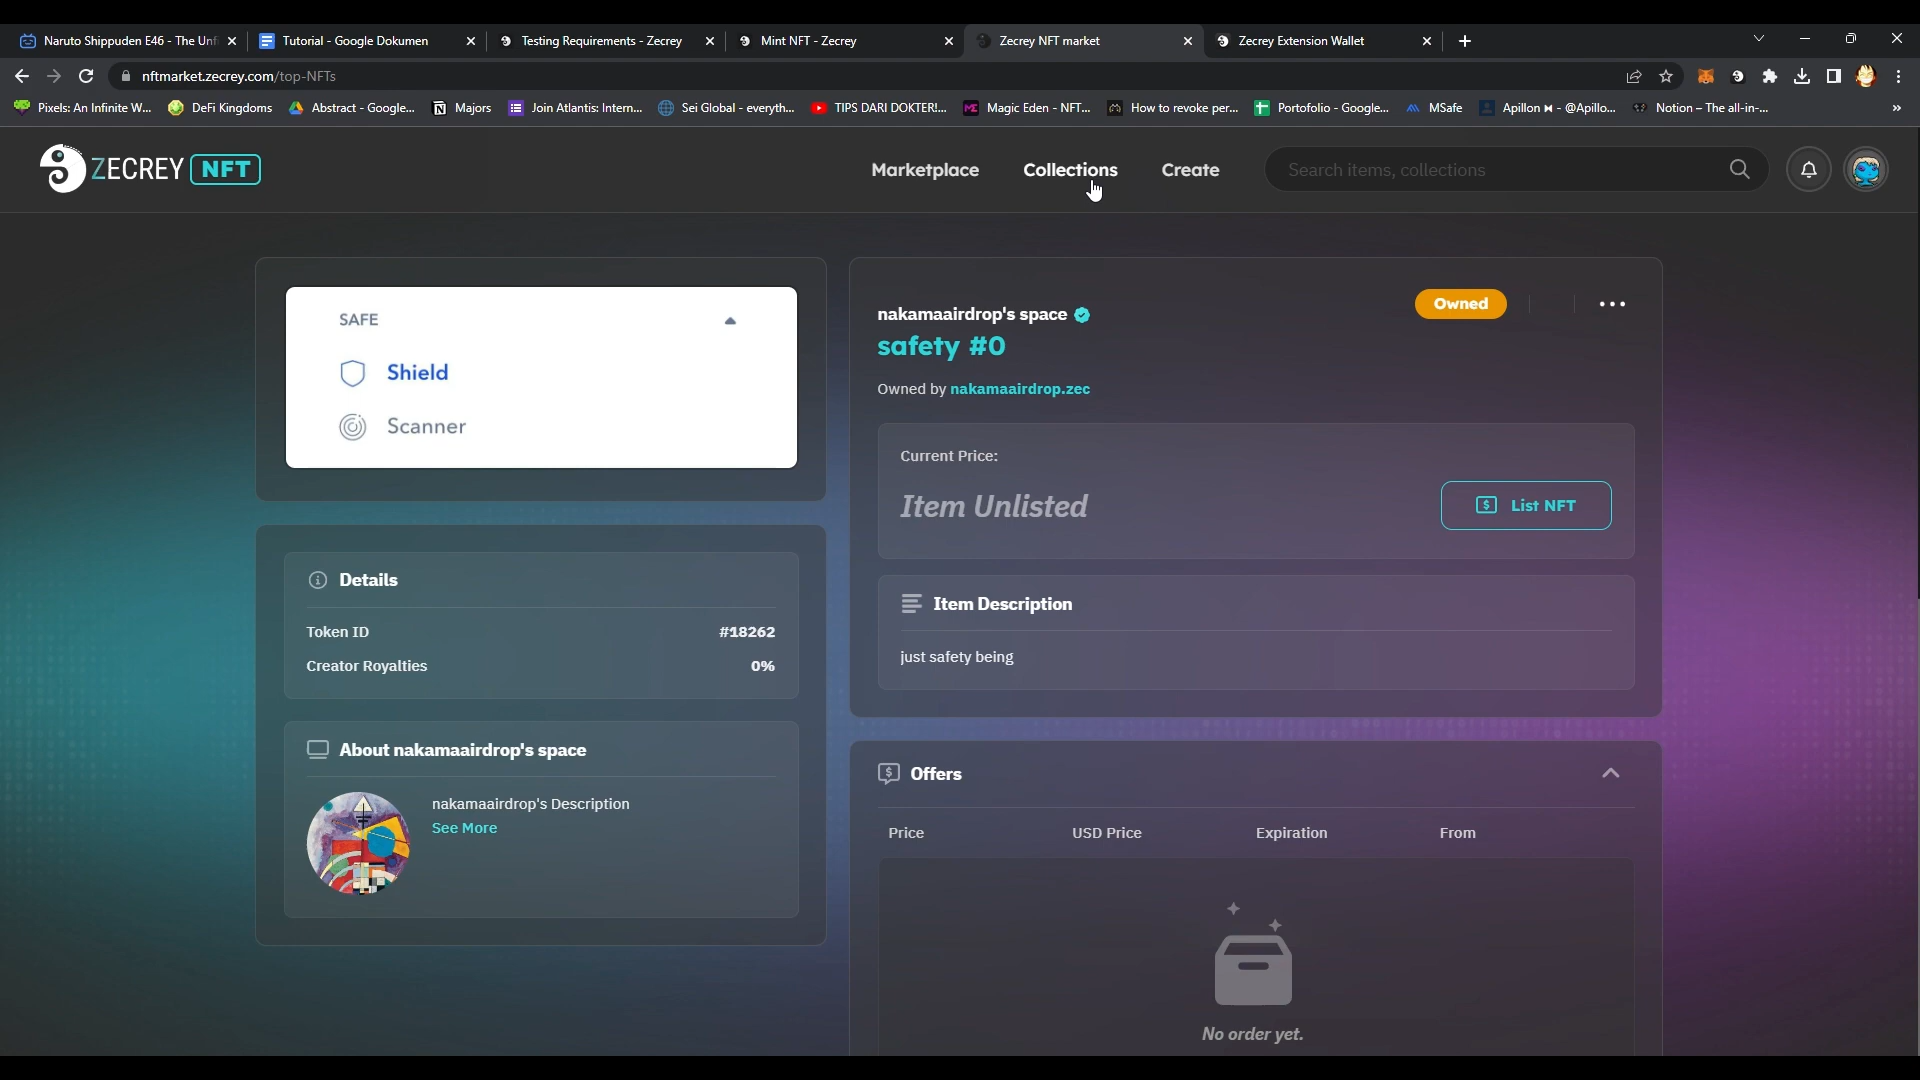 Naruto Shippuden E46 - The Unfi
Tutorial - Google Dokumen
Testing Requirements - Zecrey
Mint NFT - Zecrey
Zecrey NFT market
Zecrey Extension Wallet
nftmarket.zecrey.com/top-NFTs
Pixels: An Infinite W...
DeFi Kingdoms
Abstract - Google...
Majors
Join Atlantis: Intern...
Sei Global - everyth...
TIPS DARI DOKTER!...
Magic Eden - NFT...
How to revoke per...
Portofolio - Google...
MSafe
Apillon ⧓ - @Apillo...
Notion – The all-in-...
ZECREY NFT
Marketplace
Collections
Create
Search items, collections
SAFE
Shield
Scanner
nakamaairdrop's space
Owned
safety #0
Owned by nakamaairdrop.zec
Current Price:
Item Unlisted
List NFT
Item Description
just safety being
Details
Token ID #18262
Creator Royalties 0%
About nakamaairdrop's space
nakamaairdrop's Description
See More
Offers
Price USD Price Expiration From
No order yet.